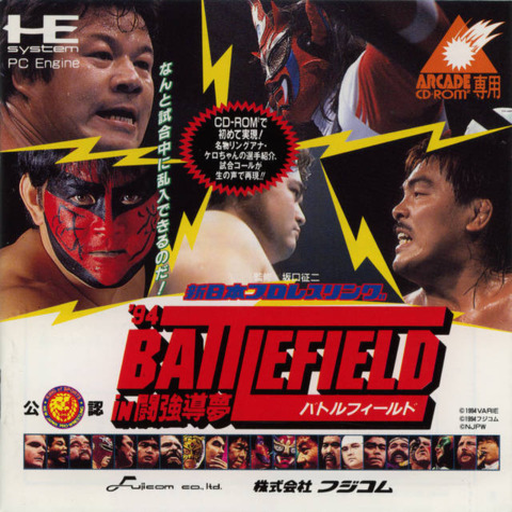 HE
system
PC Engine
ARCADE
CD-ROM²
専用
なんと試合中に乱入できるのだ!
CD-ROM²で
初めて実現!
名物リングアナ・
ケロちゃんの選手紹介、
試合コールが
生の声で再現!!
監修 坂口征二
新日本プロレスリング
'94
BATTLEFIELD
in 闘強導夢
バトルフィールド
公認
©1994 VARIE
©1994 フジコム
©NJPW
Fujicom co., ltd.
株式会社 フジコム